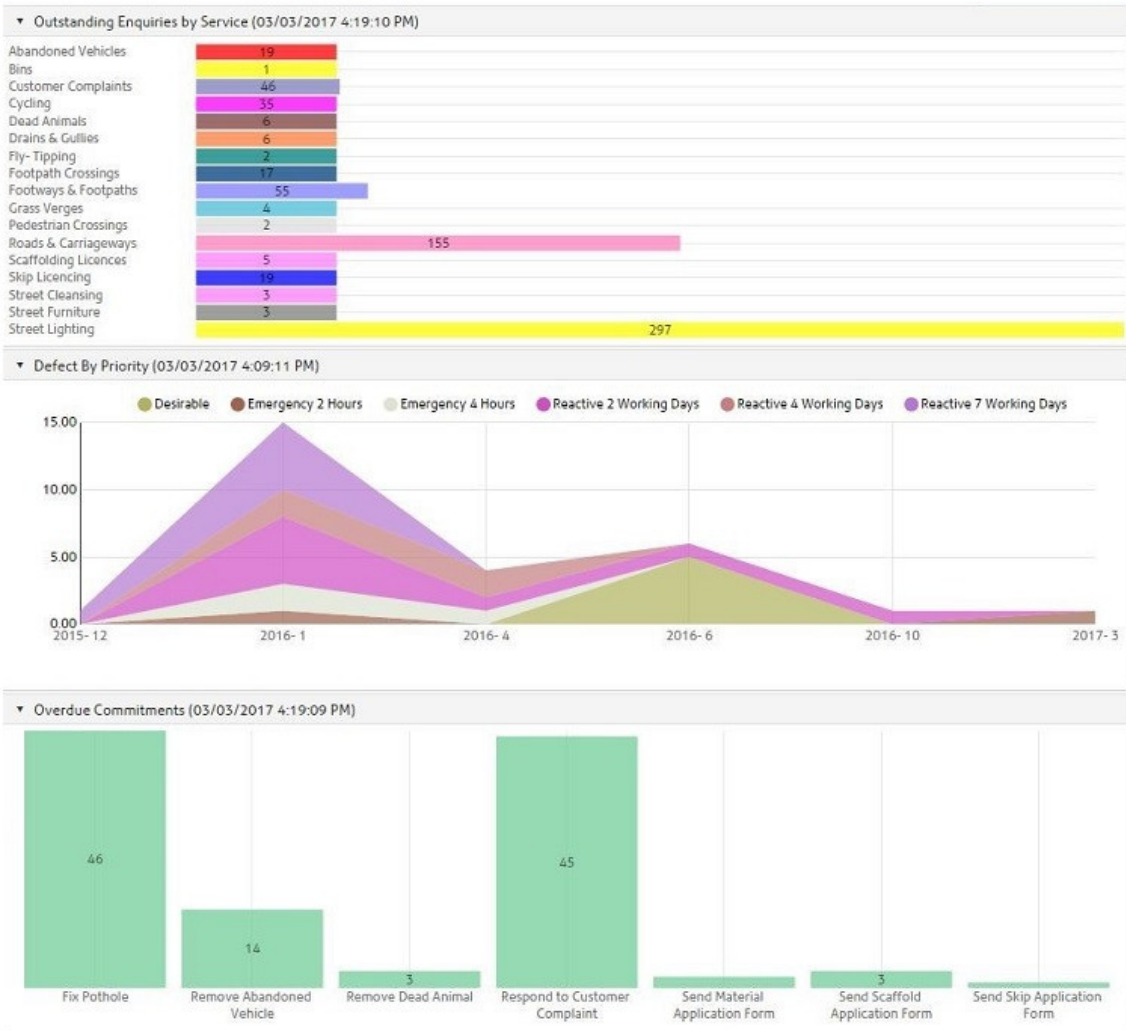 Outstanding Enquiries by Service (03/03/2017 4:19:10 PM)
Abandoned Vehicles 19
Bins 1
Customer Complaints 46
Cycling 35
Dead Animals 6
Drains & Gullies 6
Fly- Tipping 2
Footpath Crossings 17
Footways & Footpaths 55
Grass Verges 4
Pedestrian Crossings 2
Roads & Carriageways 155
Scaffolding Licences 5
Skip Licencing 19
Street Cleansing 3
Street Furniture 3
Street Lighting 297
Defect By Priority (03/03/2017 4:09:11 PM)
Desirable Emergency 2 Hours Emergency 4 Hours Reactive 2 Working Days Reactive 4 Working Days Reactive 7 Working Days
15.00
10.00
5.00
0.00
2015- 12 2016- 1 2016- 4 2016- 6 2016- 10 2017- 3
Overdue Commitments (03/03/2017 4:19:09 PM)
46 45
14
3 3
Fix Pothole Remove Abandoned Remove Dead Animal Respond to Customer Send Material Send Scaffold Send Skip Application
Vehicle Complaint Application Form Application Form Form